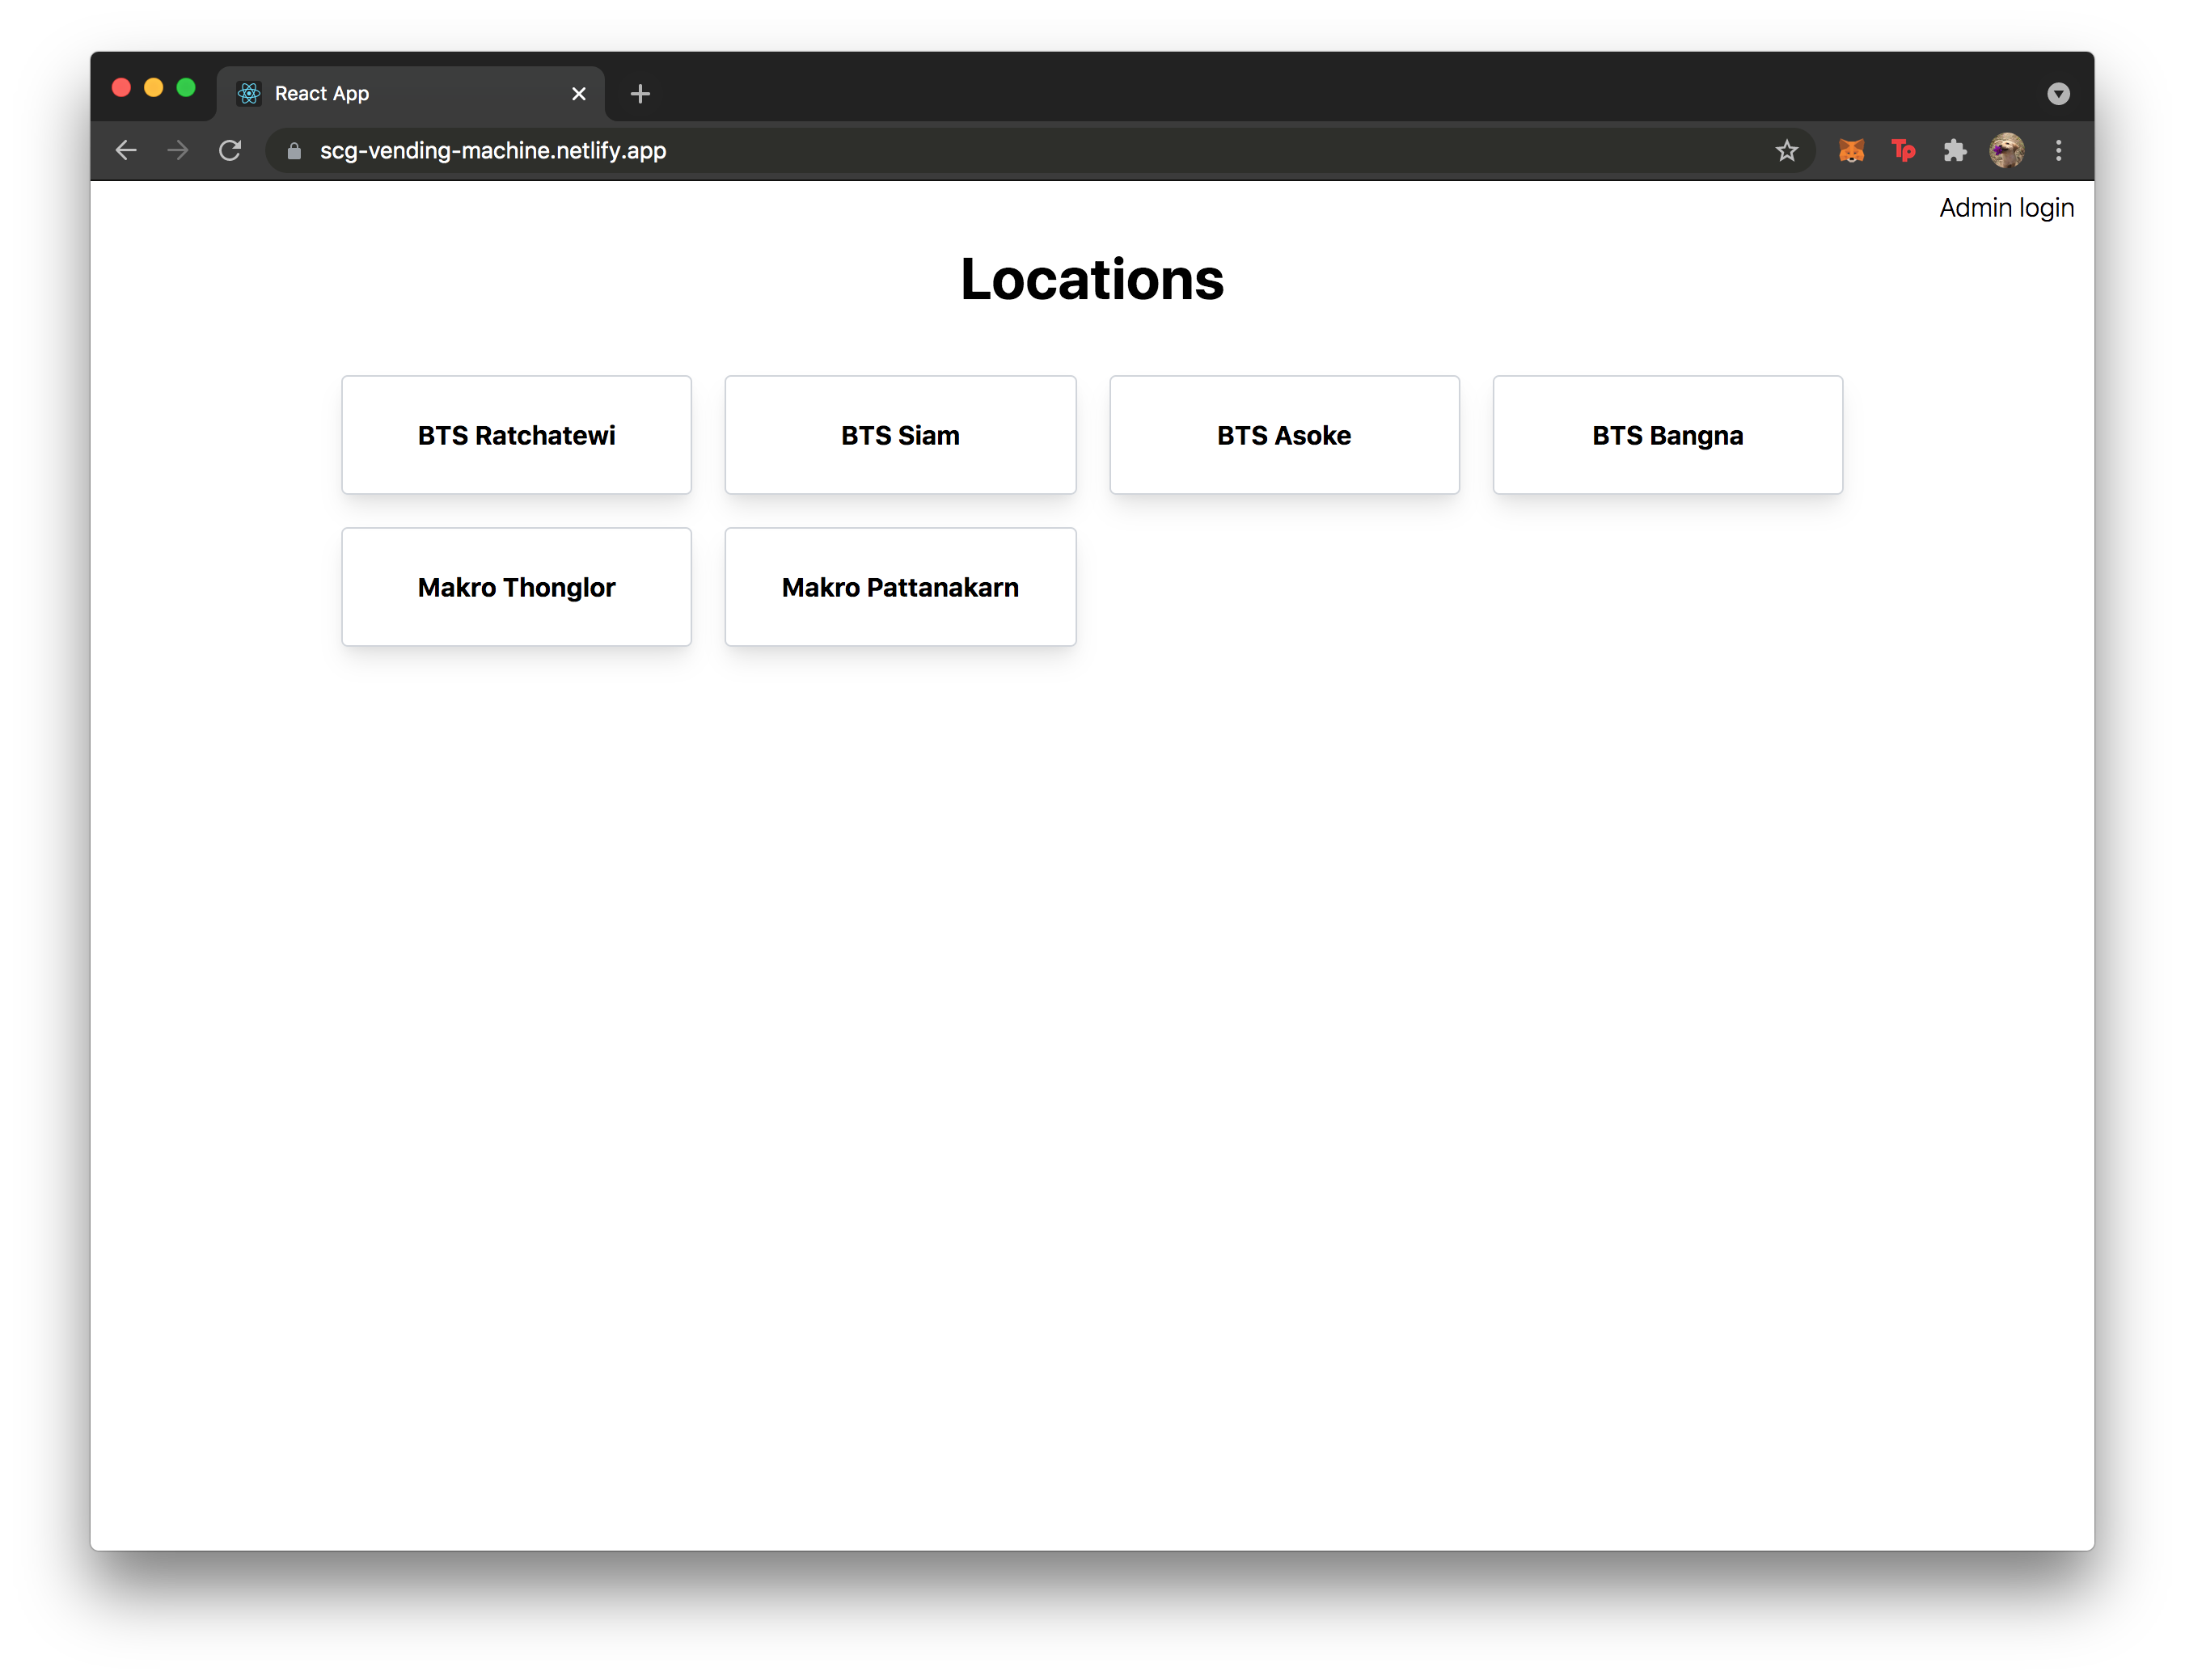 React App
scg-vending-machine.netlify.app
Tp
Admin login
Locations
BTS Ratchatewi
BTS Siam
BTS Asoke
BTS Bangna
Makro Thonglor
Makro Pattanakarn